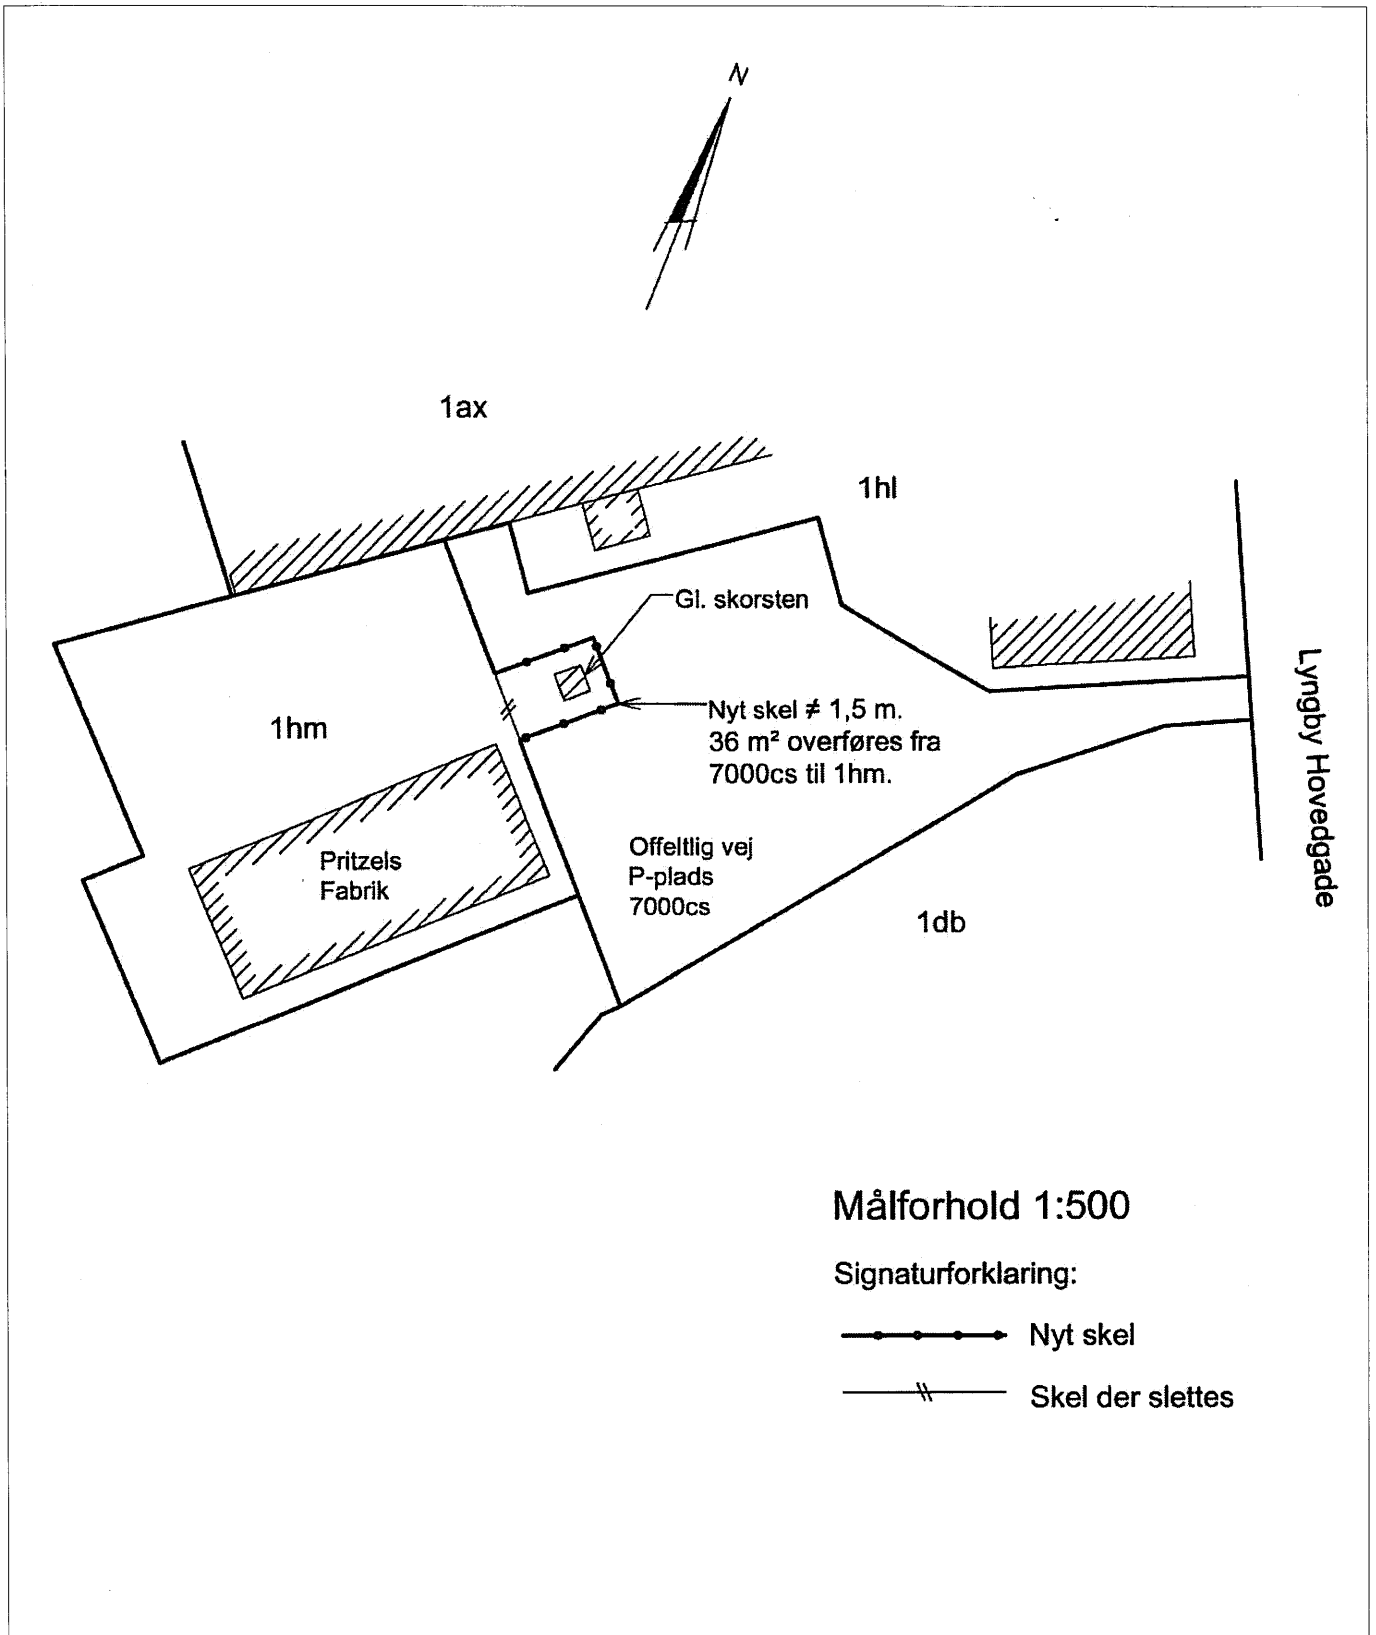 N
1ax
1hl
Gl. skorsten
Nyt skel ≠ 1,5 m.
36 m² overføres fra
7000cs til 1hm.
1hm
Lyngby Hovedgade
Pritzels
Fabrik
Offeltlig vej
P-plads
7000cs
1db
Målforhold 1:500
Signaturforklaring:
Nyt skel
Skel der slettes